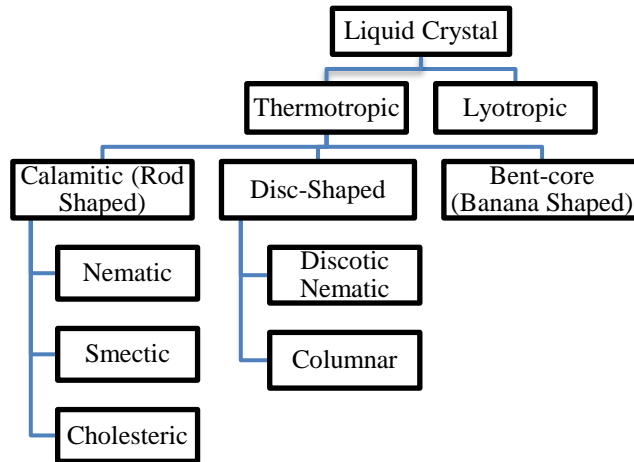 Liquid Crystal
Thermotropic
Lyotropic
Calamitic (Rod
Shaped)
Disc-Shaped
Bent-core
(Banana Shaped)
Nematic
Discotic
Nematic
Smectic
Columnar
Cholesteric